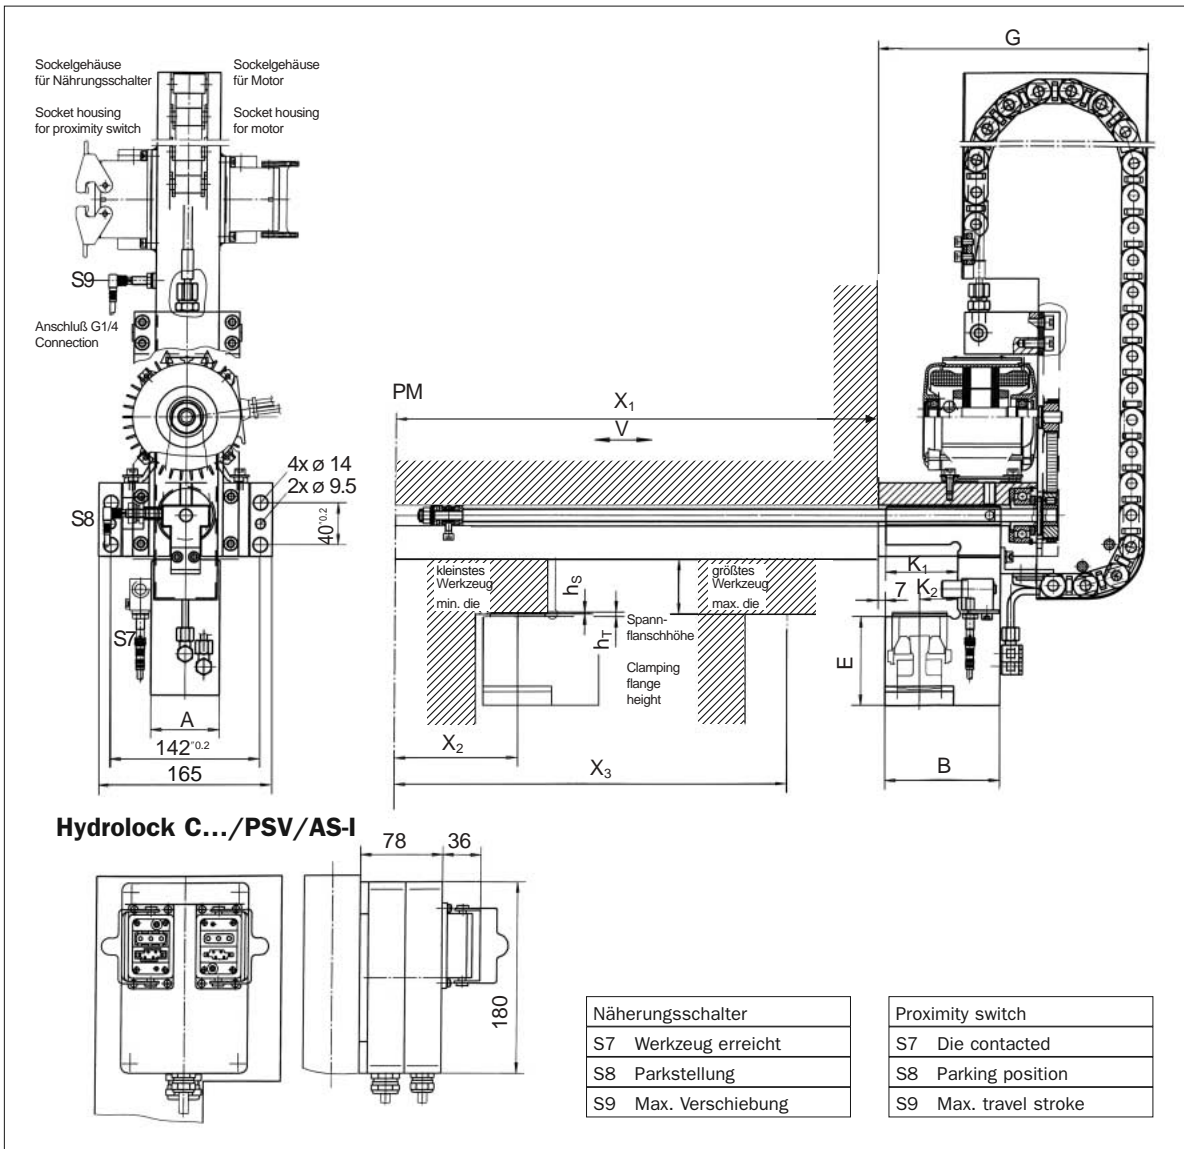 Sockelgehäuse
für Nährungsschalter
Socket housing
for proximity switch
Sockelgehäuse
für Motor
Socket housing
for motor
G
S9
Anschluß G1/4
Connection
PM
X1
V
4x ø 14
2x ø 9.5
S8
40
0.2
S7
A
142
0.2
165
kleinstes
Werkzeug
min. die
hS
hT
größtes
Werkzeug
max. die
Spann-
flanschhöhe
Clamping
flange
height
K1
7
K2
E
X2
X3
B
Hydrolock C.../PSV/AS-I
78
36
180
Näherungsschalter
S7 Werkzeug erreicht
S8 Parkstellung
S9 Max. Verschiebung
Proximity switch
S7 Die contacted
S8 Parking position
S9 Max. travel stroke